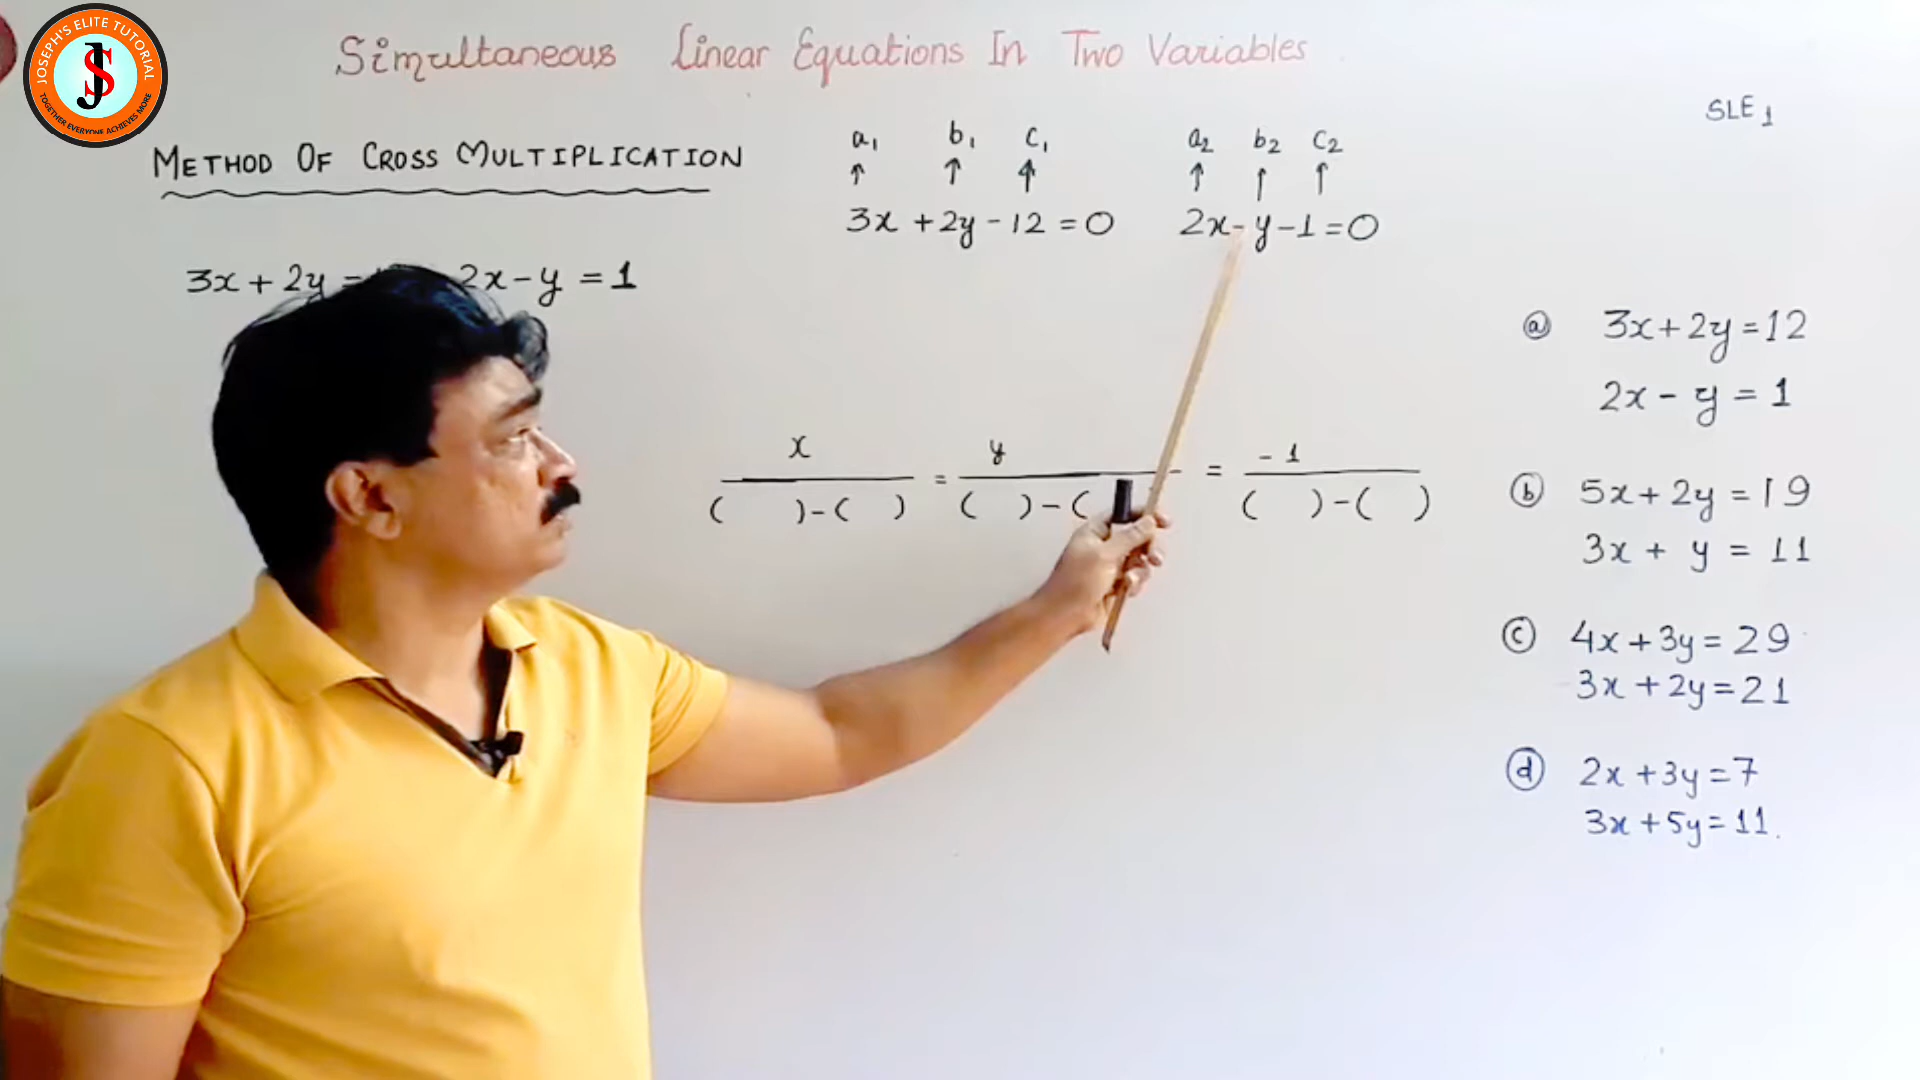 JOSEPH'S ELITE TUTORIAL
JS
TOGETHER EVERYONE ACHIEVES MORE
Simultaneous Linear Equations In Two Variables
SLE 1
METHOD OF CROSS MULTIPLICATION
a₁ b₁ c₁ a₂ b₂ c₂
↑ ↑ ↑ ↑ ↑ ↑
3x + 2y - 12 = 0 2x - y - 1 = 0
3x + 2y = 2x - y = 1
x y - 1
= =
( ) - ( ) ( ) - ( ( ) - ( )
(a) 3x + 2y = 12
2x - y = 1
(b) 5x + 2y = 19
3x + y = 11
(c) 4x + 3y = 29
3x + 2y = 21
(d) 2x + 3y = 7
3x + 5y = 11.